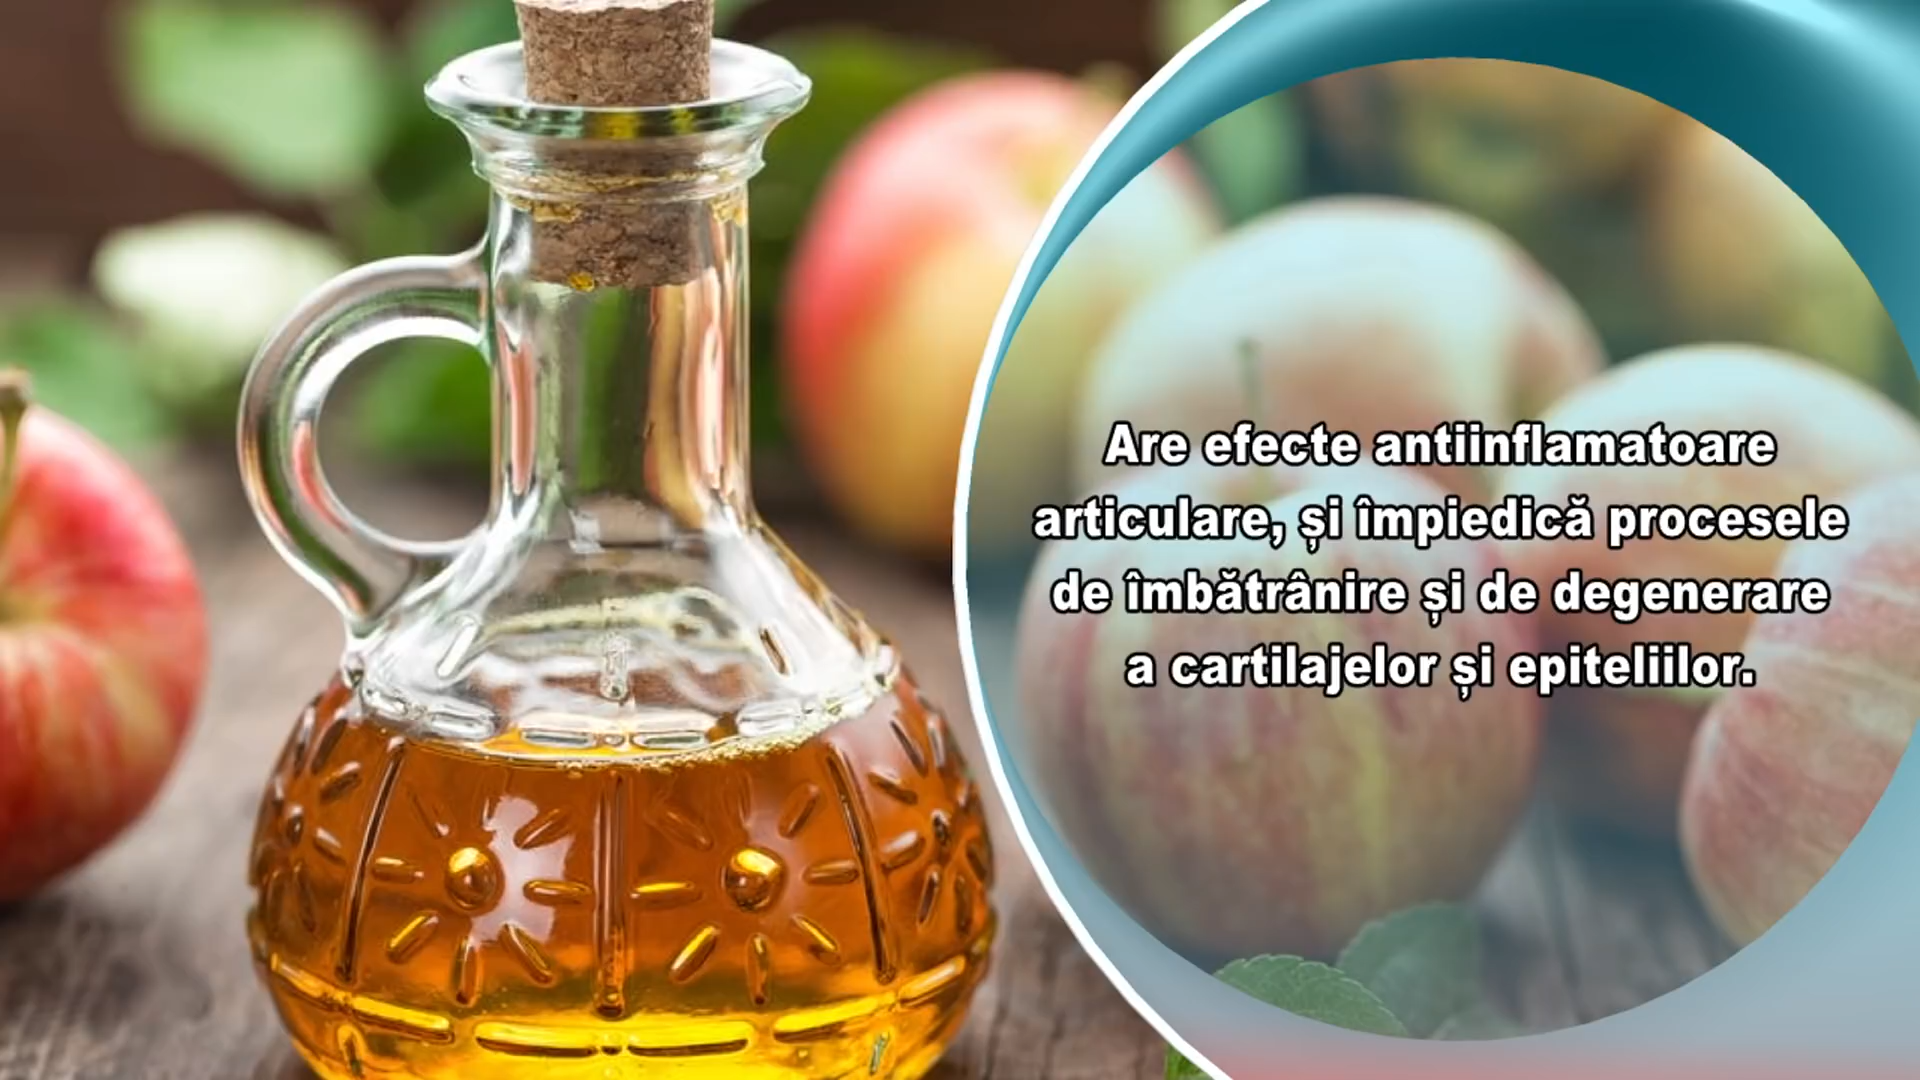 Are efecte antiinflamatoare
articulare, și împiedică procesele
de îmbătrânire și de degenerare
a cartilajelor și epiteliilor.